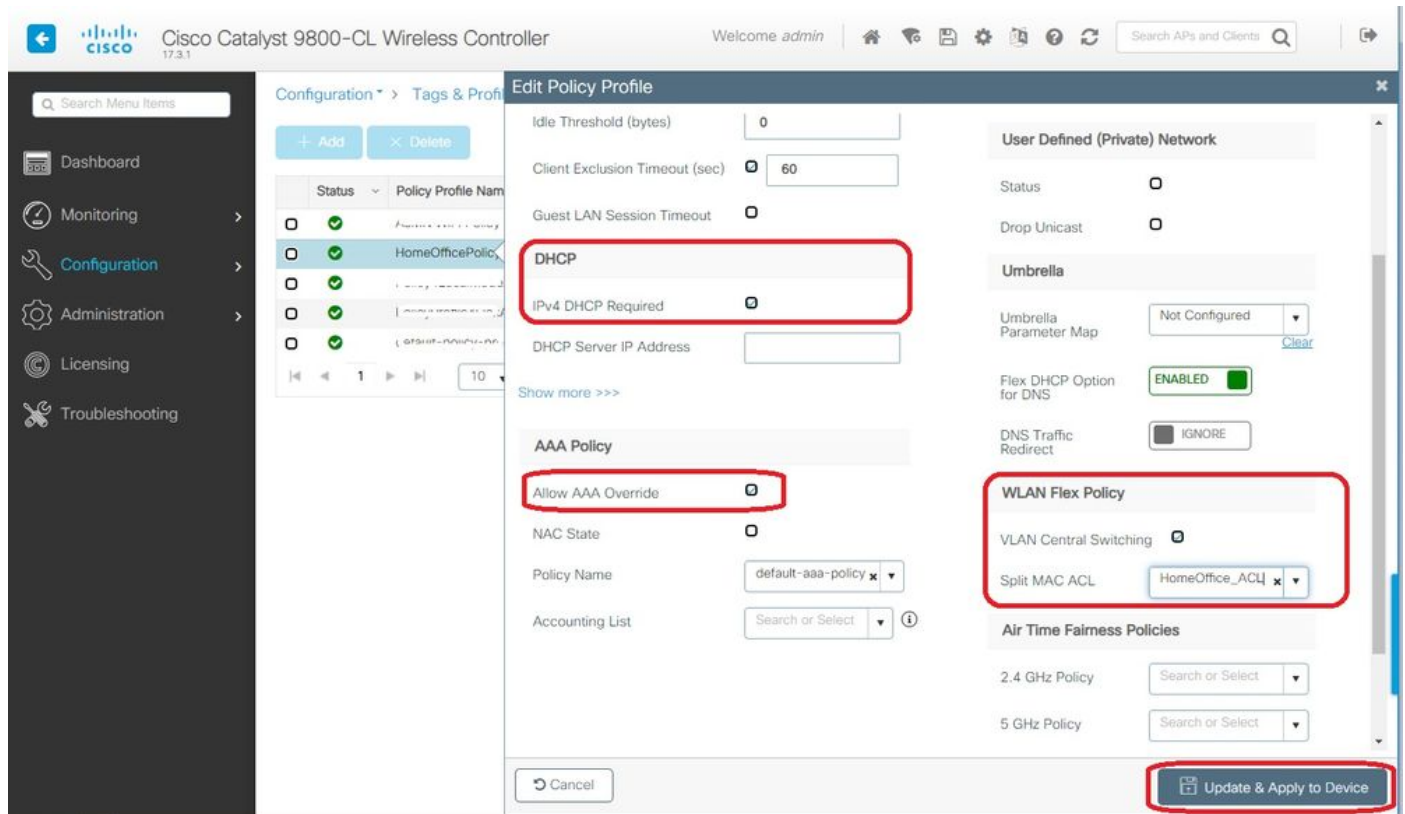 cisco
Cisco Catalyst 9800-CL Wireless Controller
17.3.1
Welcome admin
Search APs and Clients
Search Menu Items
Dashboard
Monitoring
Configuration
Administration
Licensing
Troubleshooting
Configuration > Tags & Profi
+ Add
× Delete
Status
Policy Profile Nam
HomeOfficePolic
1
10
Edit Policy Profile
Idle Threshold (bytes)
0
Client Exclusion Timeout (sec)
60
Guest LAN Session Timeout
DHCP
IPv4 DHCP Required
DHCP Server IP Address
Show more >>>
AAA Policy
Allow AAA Override
NAC State
Policy Name
default-aaa-policy
Accounting List
Search or Select
User Defined (Private) Network
Status
Drop Unicast
Umbrella
Umbrella
Parameter Map
Not Configured
Clear
Flex DHCP Option
for DNS
ENABLED
DNS Traffic
Redirect
IGNORE
WLAN Flex Policy
VLAN Central Switching
Split MAC ACL
HomeOffice_ACL
Air Time Fairness Policies
2.4 GHz Policy
Search or Select
5 GHz Policy
Search or Select
Cancel
Update & Apply to Device